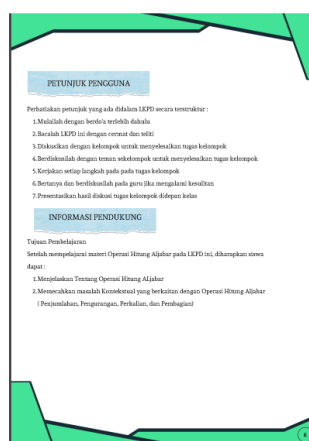 PETUNJUK PENGGUNA
Perhatiakan petunjuk yang ada didalam LKPD secara terstruktur :
1.Mulailah dengan berdo'a terlebih dahulu
2.Bacalah LKPD ini dengan cermat dan teliti
3.Diskusikan dengan kelompok untuk menyelesaikan tugas kelompok
4.Berdiskusilah dengan teman sekelompok untuk menyelesaikan tugas kelompok
5.Kerjakan setiap langkah pada pada tugas kelompok
6.Bertanya dan berdiskusilah pada guru jika mengalami kesulitan
7.Presentasikan hasil diskusi tugas kelompok didepan kelas
INFORMASI PENDUKUNG
Tujuan Pembelajaran
Setelah mempelajarai materi Operasi Hitung Aljabar pada LKPD ini, diharapkan siswa
dapat :
1.Menjelaskan Tentang Operasi Hitung ALjabar
2.Memecahkan masalah Kontekstual yang berkaitan dengan Operasi Hitung Aljabar
( Penjumlahan, Pengurangan, Perkalian, dan Pembagian)